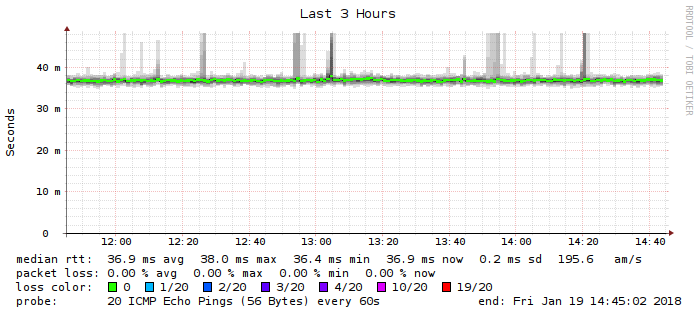 Last 3 Hours
RRDTOOL / TOBI OETIKER
Seconds
40 m
30 m
20 m
10 m
0
12:00 12:20 12:40 13:00 13:20 13:40 14:00 14:20 14:40
median rtt: 36.9 ms avg 38.0 ms max 36.4 ms min 36.9 ms now 0.2 ms sd 195.6 am/s
packet loss: 0.00 % avg 0.00 % max 0.00 % min 0.00 % now
loss color: 0 1/20 2/20 3/20 4/20 10/20 19/20
probe: 20 ICMP Echo Pings (56 Bytes) every 60s end: Fri Jan 19 14:45:02 2018